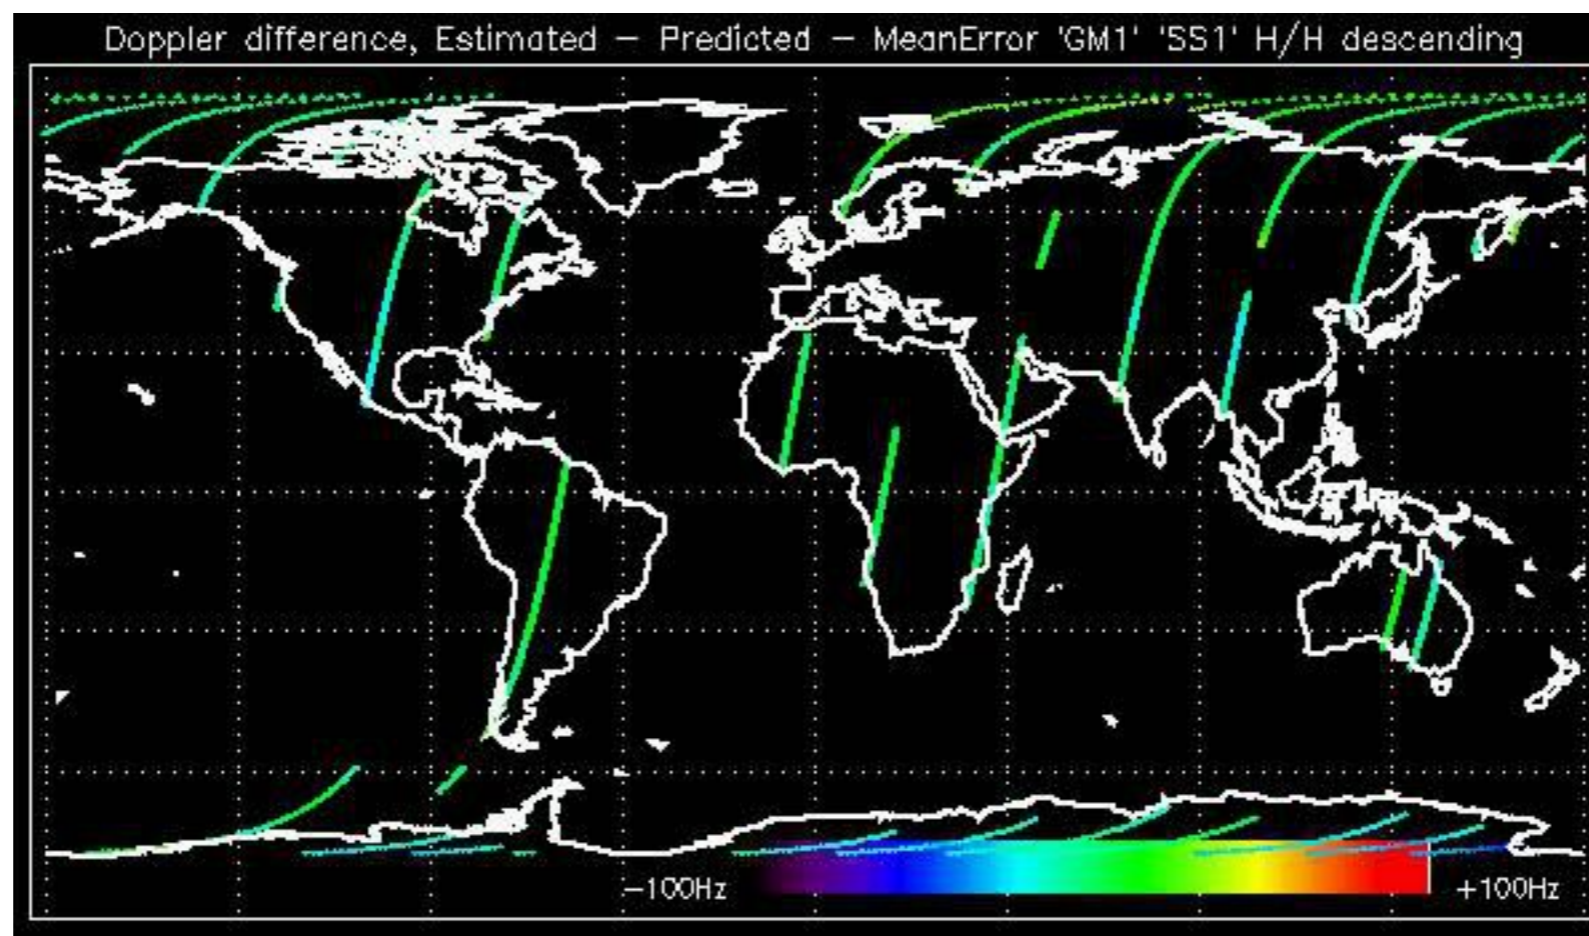 Doppler difference, Estimated – Predicted – MeanError 'GM1' 'SS1' H/H descending
–100Hz +100Hz